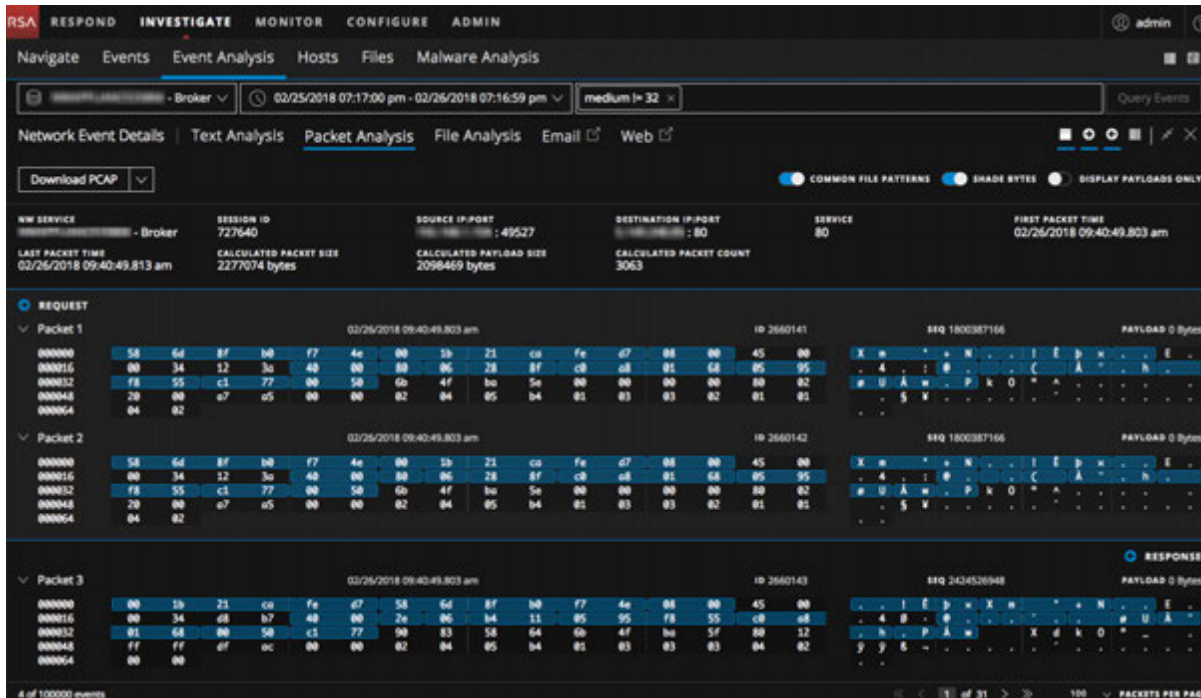 RSA RESPOND INVESTIGATE MONITOR CONFIGURE ADMIN admin
Navigate Events Event Analysis Hosts Files Malware Analysis
- Broker 02/25/2018 07:17:00 pm - 02/26/2018 07:16:59 pm medium != 32 × Query Events
Network Event Details Text Analysis Packet Analysis File Analysis Email Web
Download PCAP COMMON FILE PATTERNS SHADE BYTES DISPLAY PAYLOADS ONLY
NW SERVICE SESSION ID SOURCE IP:PORT DESTINATION IP:PORT SERVICE FIRST PACKET TIME
- Broker 727640 : 49527 : 80 80 02/26/2018 09:40:49.803 am
LAST PACKET TIME CALCULATED PACKET SIZE CALCULATED PAYLOAD SIZE CALCULATED PACKET COUNT
02/26/2018 09:40:49.813 am 2277074 bytes 2098469 bytes 3063
REQUEST
Packet 1 02/26/2018 09:40:49.803 am ID 2660141 SEQ 1800387166 PAYLOAD 0 Bytes
000000 58 6d 8f b0 f7 4e 00 1b 21 ca fe d7 08 00 45 00
000016 00 34 12 3a 40 00 80 06 28 8f c0 a8 01 68 05 95
000032 f8 55 c1 77 00 50 6b 4f ba 5e 00 00 00 00 80 02
000048 20 00 a7 a5 00 00 02 04 05 b4 01 03 03 02 01 01
000064 04 02
Packet 2 02/26/2018 09:40:49.803 am ID 2660142 SEQ 1800387166 PAYLOAD 0 Bytes
000000 58 6d 8f b0 f7 4e 00 1b 21 ca fe d7 08 00 45 00
000016 00 34 12 3a 40 00 80 06 28 8f c0 a8 01 68 05 95
000032 f8 55 c1 77 00 50 6b 4f ba 5e 00 00 00 00 80 02
000048 20 00 a7 a5 00 00 02 04 05 b4 01 03 03 02 01 01
000064 04 02
RESPONSE
Packet 3 02/26/2018 09:40:49.803 am ID 2660143 SEQ 2424526948 PAYLOAD 0 Bytes
000000 00 1b 21 ca fe d7 58 6d 8f b0 f7 4e 08 00 45 00
000016 00 34 d8 b7 40 00 2e 06 b4 11 05 95 f8 55 c0 a8
000032 01 68 00 50 c1 77 90 83 58 64 6b 4f ba 5f 80 12
000048 ff ff df ac 00 00 02 04 05 b4 01 03 03 04 02
000064 00 00
4 of 100000 events 1 of 31 100 PACKETS PER PAG